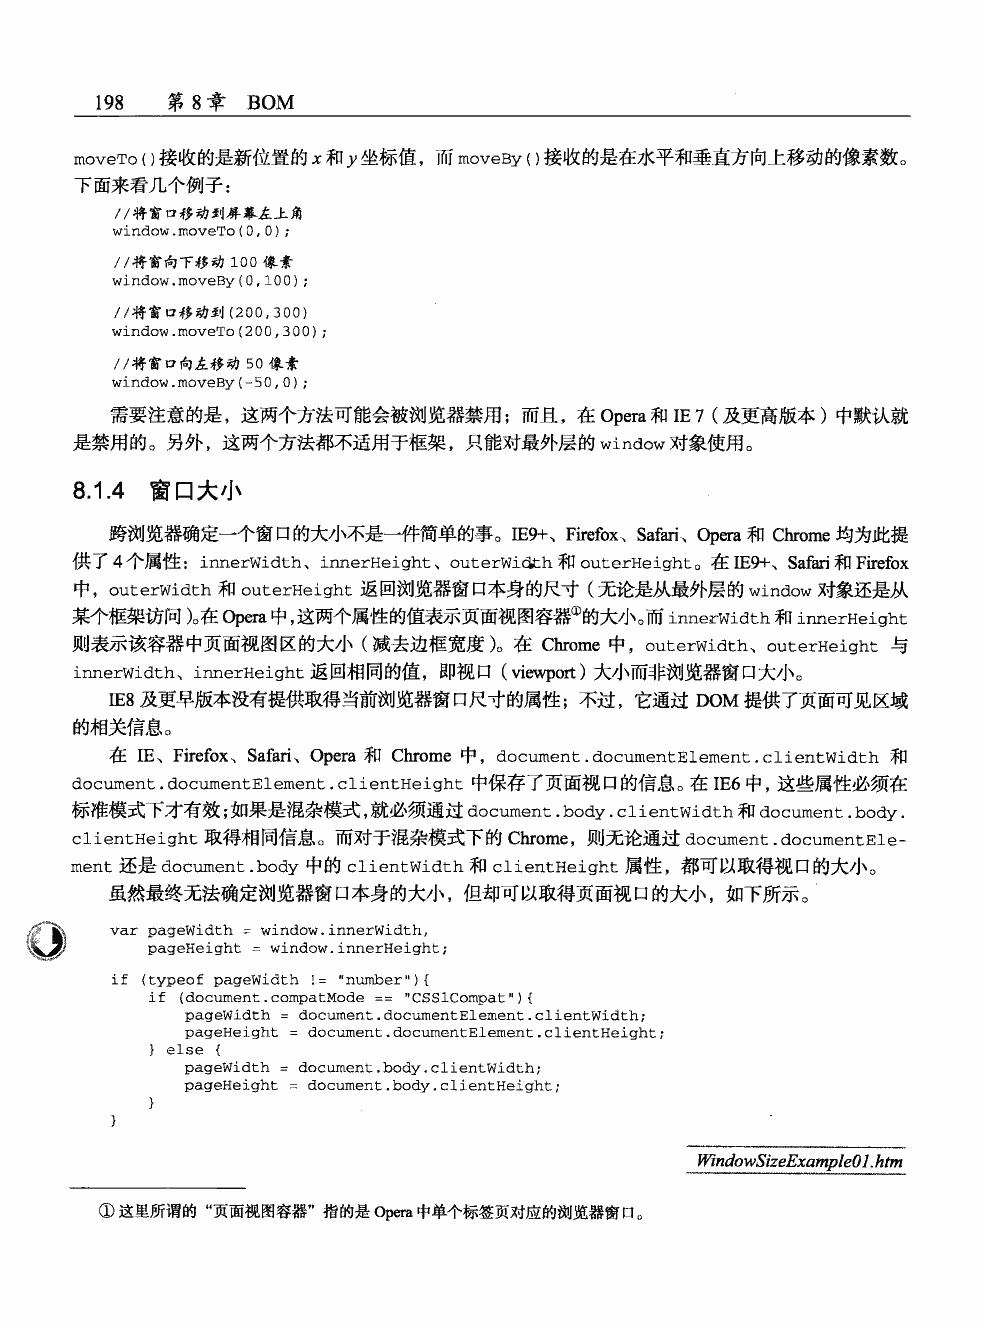 198 第 8 章 BOM
moveTo()接收的是新位置的 x 和 y 坐标值，而 moveBy()接收的是在水平和垂直方向上移动的像素数。
下面来看几个例子：
//将窗口移动到屏幕左上角
window.moveTo(0,0);
//将窗向下移动 100 像素
window.moveBy(0,100);
//将窗口移动到(200,300)
window.moveTo(200,300);
//将窗口向左移动 50 像素
window.moveBy(-50,0);
需要注意的是，这两个方法可能会被浏览器禁用；而且，在 Opera 和 IE 7（及更高版本）中默认就
是禁用的。另外，这两个方法都不适用于框架，只能对最外层的 window 对象使用。
8.1.4 窗口大小
跨浏览器确定一个窗口的大小不是一件简单的事。IE9+、Firefox、Safari、Opera 和 Chrome 均为此提
供了 4 个属性：innerWidth、innerHeight、outerWidth 和 outerHeight。在 IE9+、Safari 和 Firefox
中，outerWidth 和 outerHeight 返回浏览器窗口本身的尺寸（无论是从最外层的 window 对象还是从
某个框架访问）。在 Opera 中，这两个属性的值表示页面视图容器①的大小。而 innerWidth 和 innerHeight
则表示该容器中页面视图区的大小（减去边框宽度）。在 Chrome 中，outerWidth、outerHeight 与
innerWidth、innerHeight 返回相同的值，即视口（viewport）大小而非浏览器窗口大小。
IE8 及更早版本没有提供取得当前浏览器窗口尺寸的属性；不过，它通过 DOM 提供了页面可见区域
的相关信息。
在 IE、Firefox、Safari、Opera 和 Chrome 中，document.documentElement.clientWidth 和
document.documentElement.clientHeight 中保存了页面视口的信息。在 IE6 中，这些属性必须在
标准模式下才有效；如果是混杂模式，就必须通过 document.body.clientWidth 和 document.body.
clientHeight 取得相同信息。而对于混杂模式下的 Chrome，则无论通过 document.documentEle-
ment 还是 document.body 中的 clientWidth 和 clientHeight 属性，都可以取得视口的大小。
虽然最终无法确定浏览器窗口本身的大小，但却可以取得页面视口的大小，如下所示。
var pageWidth = window.innerWidth,
pageHeight = window.innerHeight;
if (typeof pageWidth != "number"){
if (document.compatMode == "CSS1Compat"){
pageWidth = document.documentElement.clientWidth;
pageHeight = document.documentElement.clientHeight;
} else {
pageWidth = document.body.clientWidth;
pageHeight = document.body.clientHeight;
}
}
WindowSizeExample01.htm
① 这里所谓的“页面视图容器”指的是 Opera 中单个标签页对应的浏览器窗口。